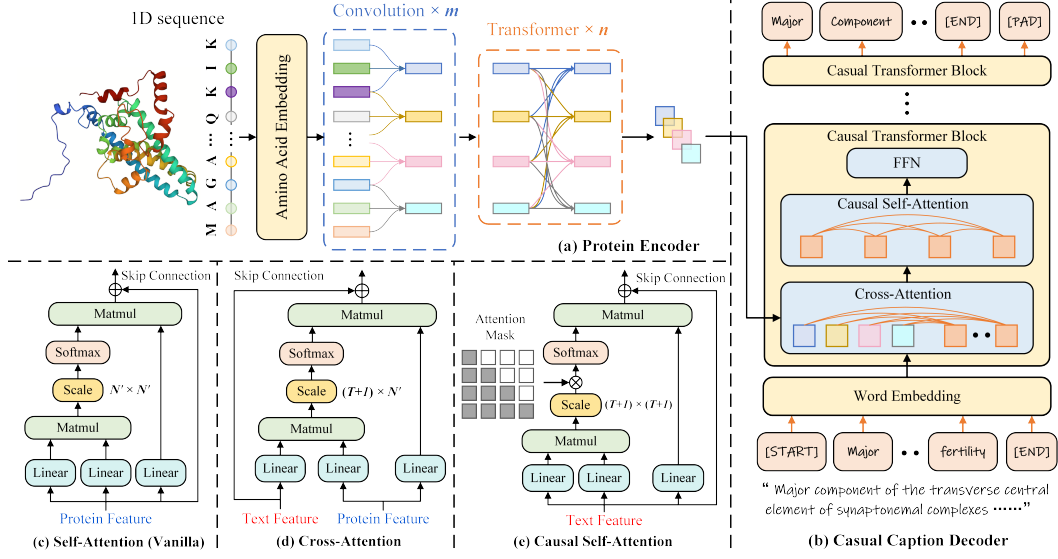 1D sequence
K
I
K
Q
...
A
G
A
M
Amino Acid Embedding
Convolution × m
...
Transformer × n
(a) Protein Encoder
Major
Component
[END]
[PAD]
Casual Transformer Block
Causal Transformer Block
FFN
Causal Self-Attention
Cross-Attention
Word Embedding
[START]
Major
fertility
[END]
“ Major component of the transverse central
element of synaptonemal complexes ······”
(b) Casual Caption Decoder
Skip Connection
Matmul
Softmax
Scale
N' × N'
Matmul
Linear
Linear
Linear
Protein Feature
(c) Self-Attention (Vanilla)
Skip Connection
Matmul
Softmax
Scale
(T+1) × N'
Matmul
Linear
Linear
Linear
Text Feature
Protein Feature
(d) Cross-Attention
Skip Connection
Matmul
Attention
Mask
Softmax
Scale
(T+1) × (T+1)
Matmul
Linear
Linear
Linear
Text Feature
(e) Causal Self-Attention